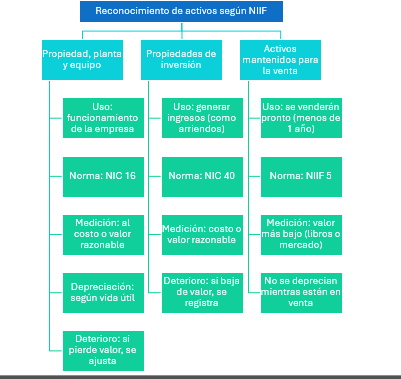 Reconocimiento de activos según NIIF
Propiedad, planta
y equipo
Propiedades de
inversión
Activos
mantenidos para
la venta
Uso:
funcionamiento
de la empresa
Uso: generar
ingresos (como
arriendos)
Uso: se venderán
pronto (menos de
1 año)
Norma: NIC 16
Norma: NIC 40
Norma: NIIF 5
Medición: al
costo o valor
razonable
Medición: costo o
valor razonable
Medición: valor
más bajo (libros o
mercado)
Depreciación:
según vida útil
Deterioro: si baja
de valor, se
registra
No se deprecian
mientras estén en
venta
Deterioro: si
pierde valor, se
ajusta